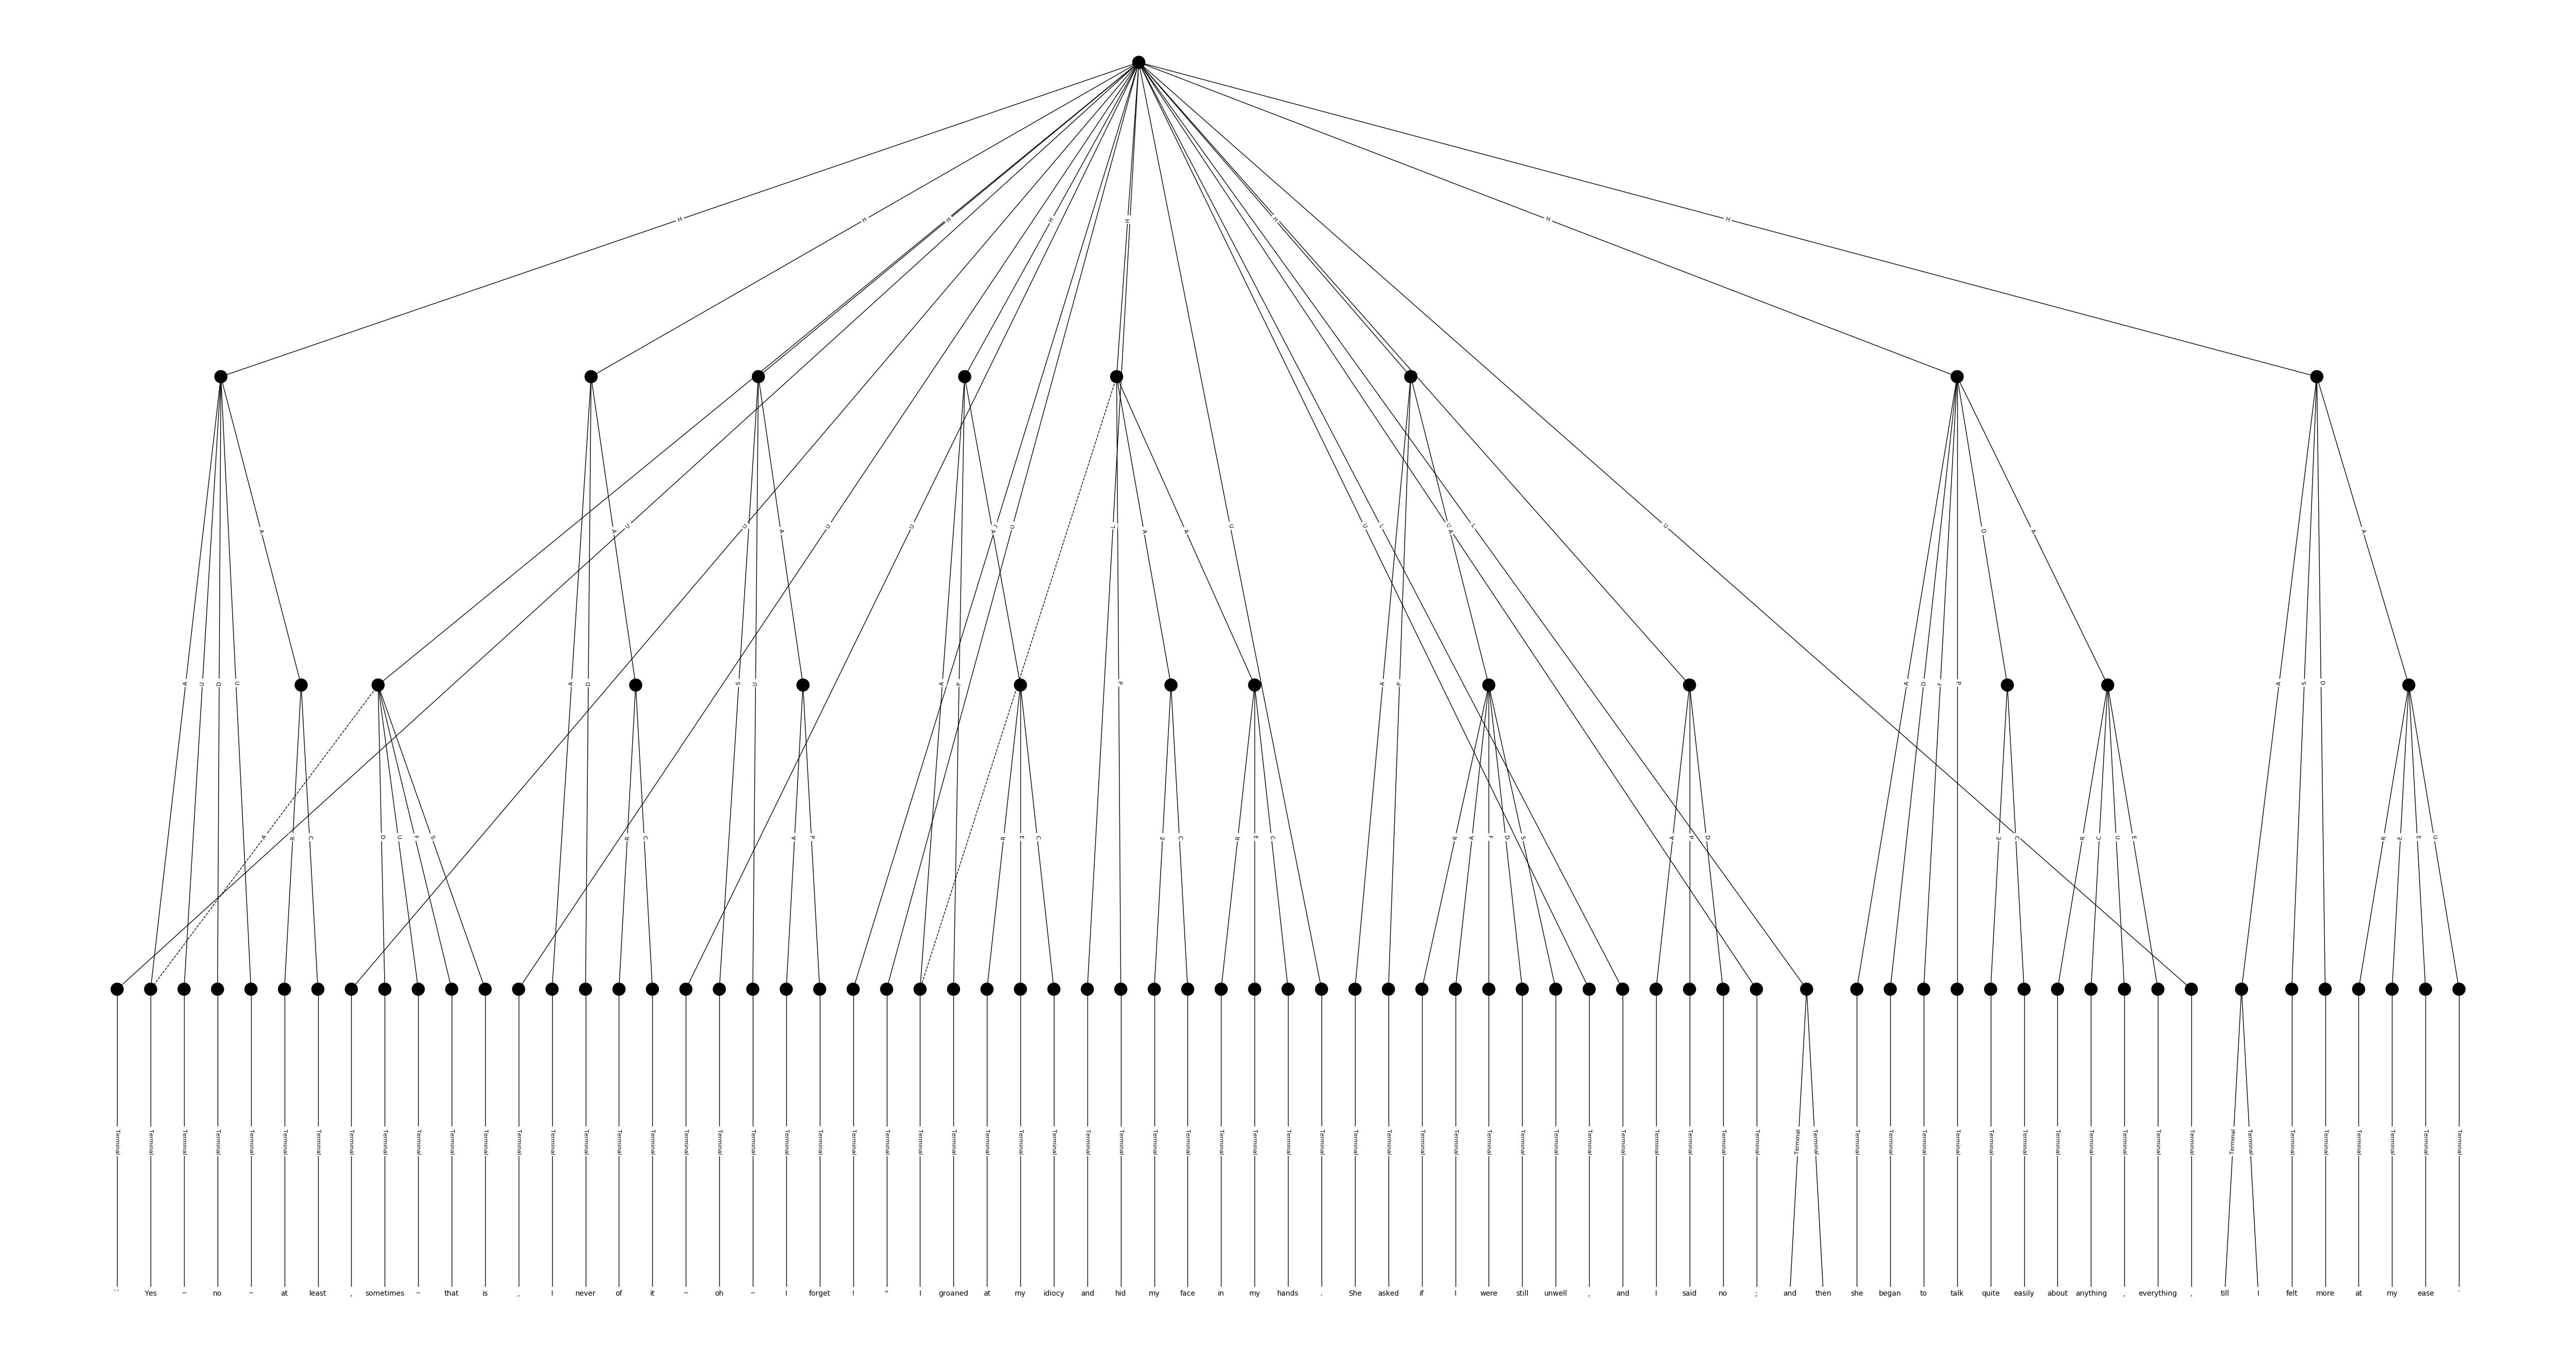 H H H H H H H H
A A U U A U U A L U L A A U U L U A L U D A A
A U D U A D S U A P P A P A D F P A S D
A R C D U F S R C A P R E C E C R E C R A F D S A P D E C R C U E R E E U
Terminal Terminal Terminal Terminal Terminal Terminal Terminal Terminal Terminal Terminal Terminal Terminal Terminal Terminal Terminal Terminal Terminal Terminal Terminal Terminal Terminal Terminal Terminal Terminal Terminal Terminal Terminal Terminal Terminal Terminal Terminal Terminal Terminal Terminal Terminal Terminal Terminal Terminal Terminal Terminal Terminal Terminal Terminal Terminal Terminal Terminal Terminal Terminal Terminal Terminal Terminal Terminal Terminal Terminal Terminal Terminal Terminal Terminal Terminal Terminal Terminal Terminal Terminal Terminal Terminal Terminal Terminal Terminal Terminal Terminal Terminal
`` Yes -- no -- at least , sometimes -- that is , I never of it -- oh -- I forget ! " I groaned at my idiocy and hid my face in my hands . She asked if I were still unwell , and I said no ; and then she began to talk quite easily about anything , everything , till I felt more at my ease '